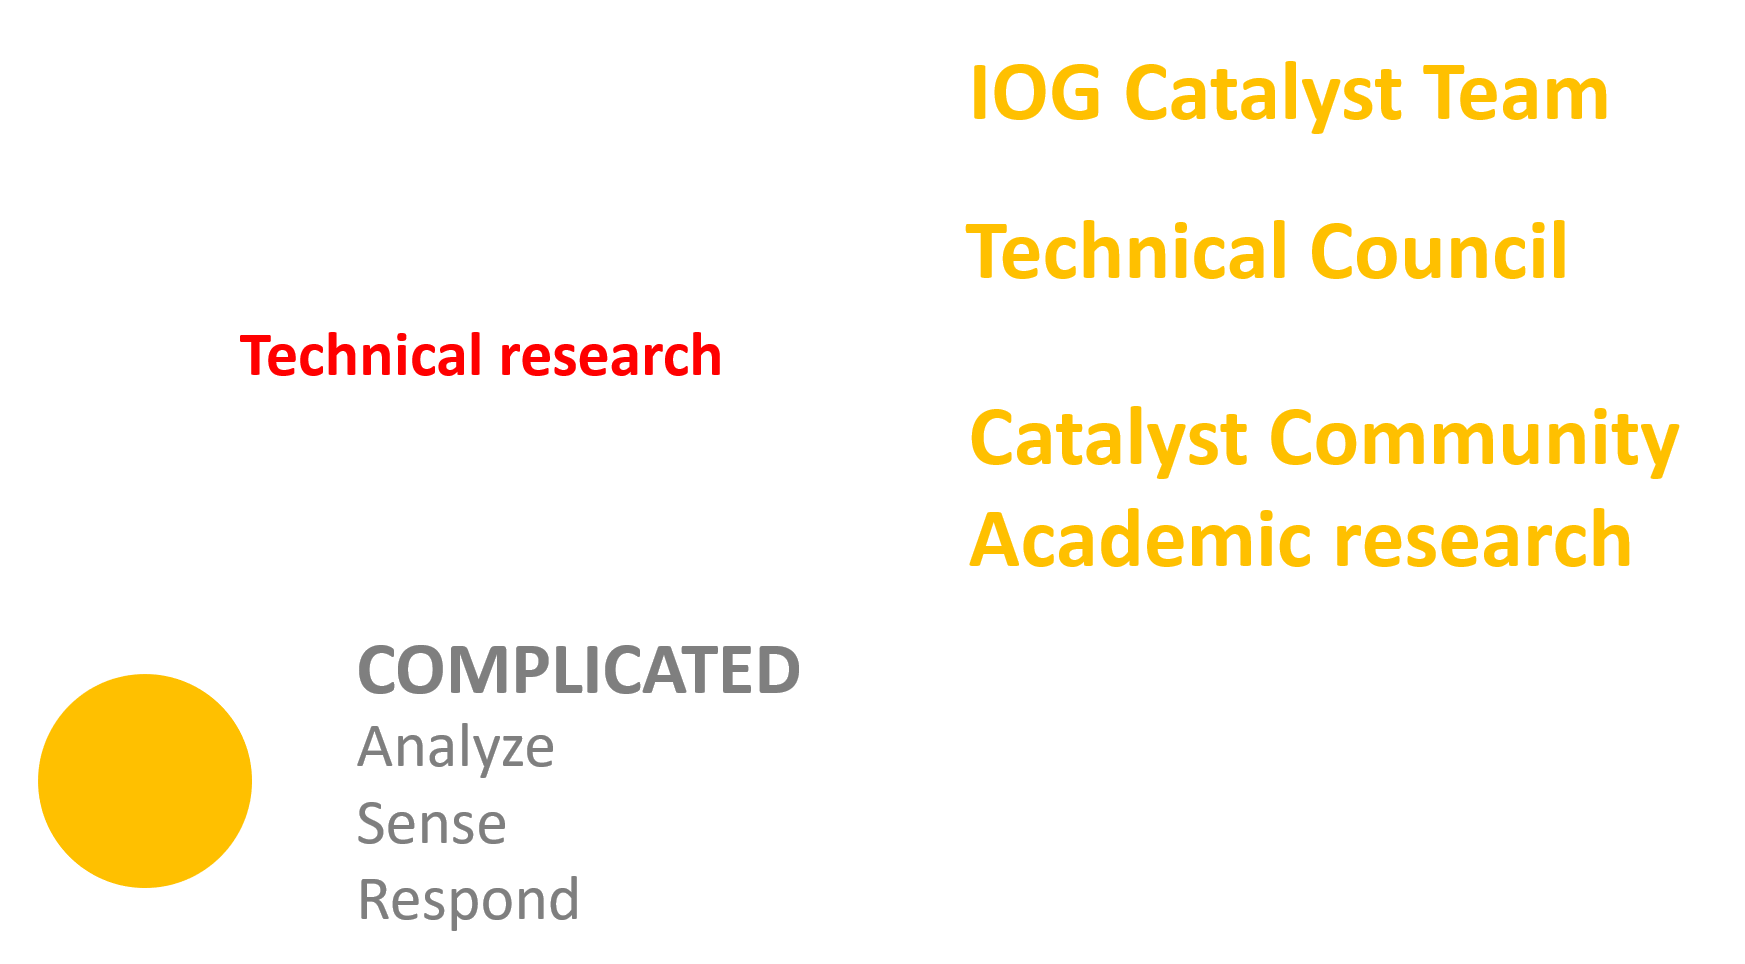 IOG Catalyst Team
Technical Council
Technical research
Catalyst Community
Academic research
COMPLICATED
Analyze
Sense
Respond